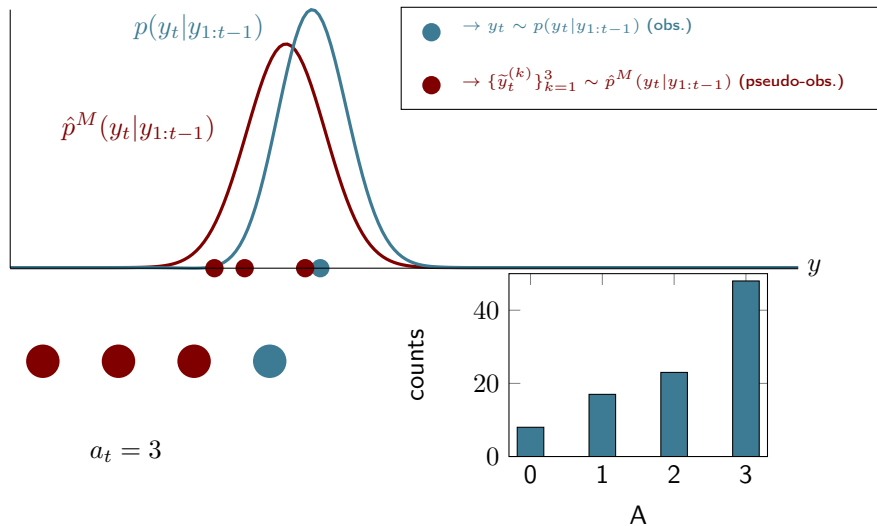 p(y_t|y_{1:t−1})
→ y_t ∼ p(y_t|y_{1:t−1}) (obs.)
→ {ỹ_t^{(k)}}_{k=1}^3 ∼ p̂^M(y_t|y_{1:t−1}) (pseudo-obs.)
p̂^M(y_t|y_{1:t−1})
y
40
20
0
counts
0 1 2 3
A
a_t = 3